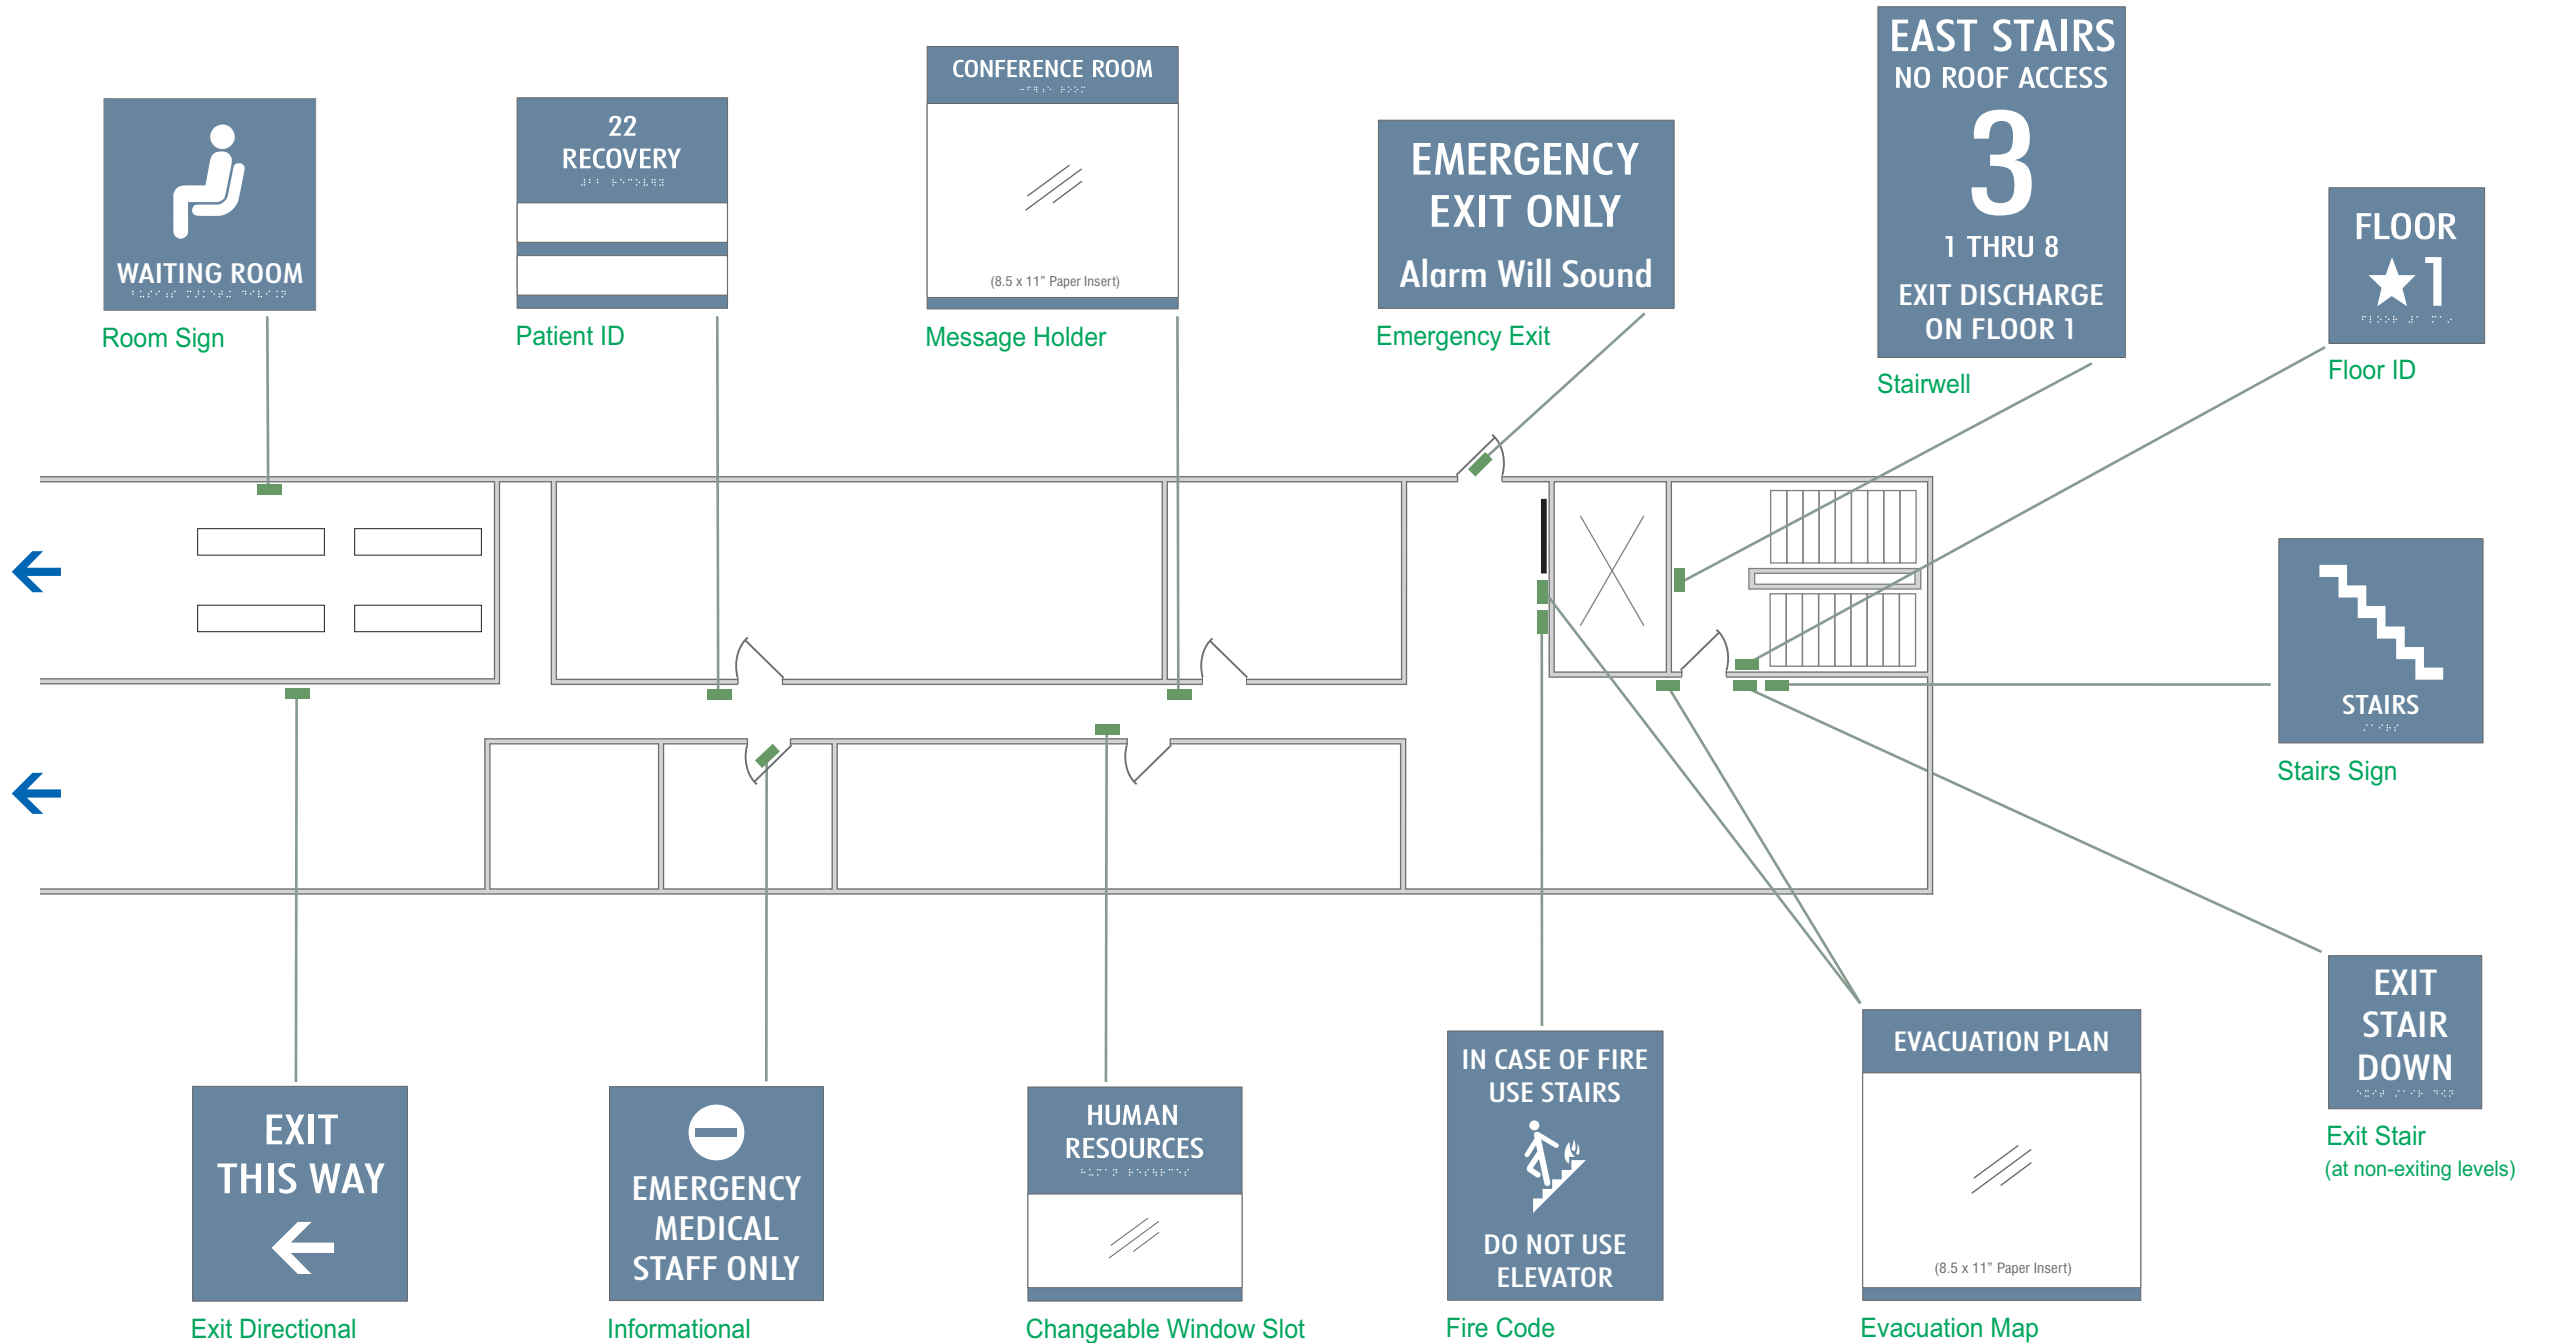 WAITING ROOM
Room Sign
22
RECOVERY
Patient ID
CONFERENCE ROOM
(8.5 x 11” Paper Insert)
Message Holder
EMERGENCY
EXIT ONLY
Alarm Will Sound
Emergency Exit
EAST STAIRS
NO ROOF ACCESS
3
1 THRU 8
EXIT DISCHARGE
ON FLOOR 1
Stairwell
FLOOR
★1
Floor ID
STAIRS
Stairs Sign
EXIT
THIS WAY
Exit Directional
EMERGENCY
MEDICAL
STAFF ONLY
Informational
HUMAN
RESOURCES
Changeable Window Slot
IN CASE OF FIRE
USE STAIRS
DO NOT USE
ELEVATOR
Fire Code
EVACUATION PLAN
(8.5 x 11” Paper Insert)
Evacuation Map
EXIT
STAIR
DOWN
Exit Stair
(at non-exiting levels)